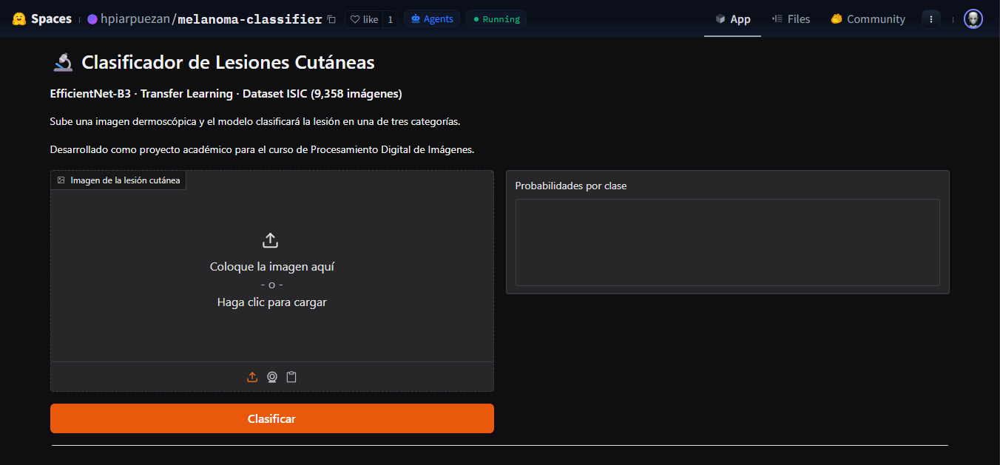 Spaces hpiarpuezan/melanoma-classifier like 1 Agents Running App Files Community
Clasificador de Lesiones Cutáneas
EfficientNet-B3 · Transfer Learning · Dataset ISIC (9,358 imágenes)
Sube una imagen dermoscópica y el modelo clasificará la lesión en una de tres categorías.
Desarrollado como proyecto académico para el curso de Procesamiento Digital de Imágenes.
Imagen de la lesión cutánea
Coloque la imagen aquí
- o -
Haga clic para cargar
Clasificar
Probabilidades por clase